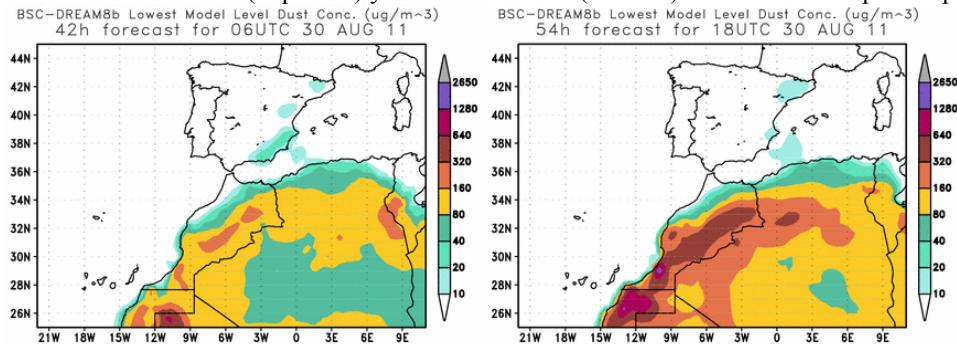 BSC-DREAM8b Lowest Model Level Dust Conc. (ug/m^3)
42h forecast for 06UTC 30 AUG 11
44N
42N
40N
38N
36N
34N
32N
30N
28N
26N
21W 18W 15W 12W 9W 6W 3W 0 3E 6E 9E
2650
1280
640
320
160
80
40
20
10
BSC-DREAM8b Lowest Model Level Dust Conc. (ug/m^3)
54h forecast for 18UTC 30 AUG 11
44N
42N
40N
38N
36N
34N
32N
30N
28N
26N
21W 18W 15W 12W 9W 6W 3W 0 3E 6E 9E
2650
1280
640
320
160
80
40
20
10